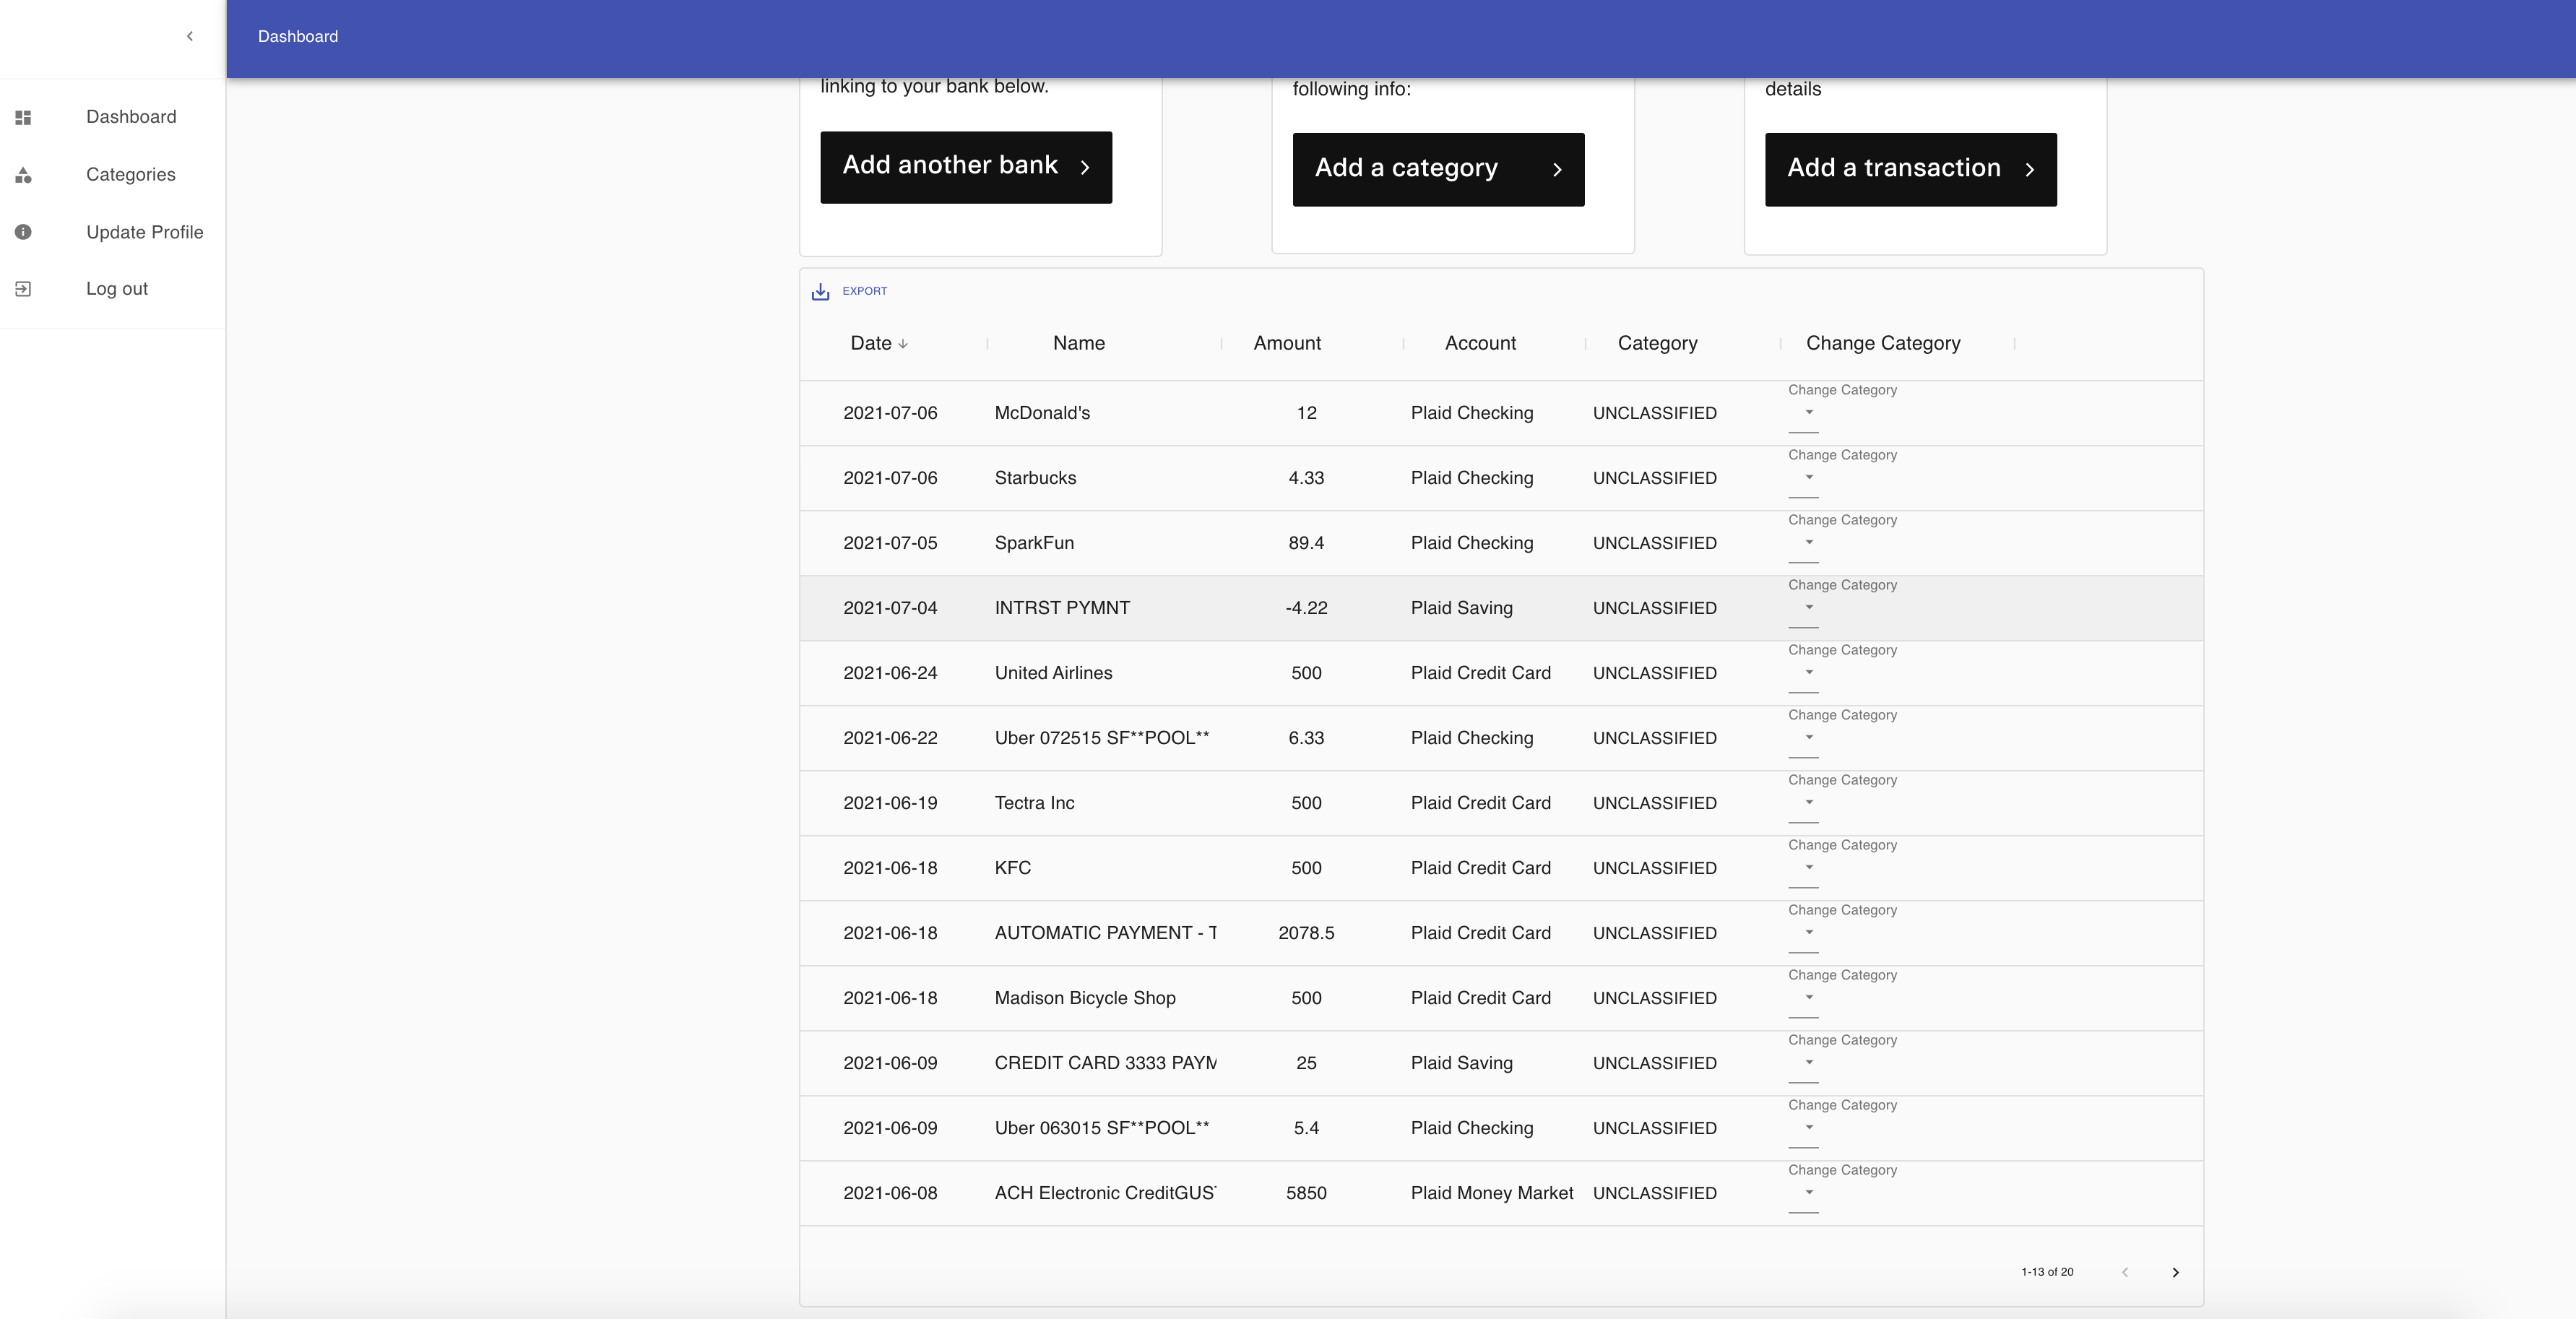 Dashboard
Dashboard
Categories
Update Profile
Log out
linking to your bank below.
Add another bank
following info:
Add a category
details
Add a transaction
EXPORT
Date Name Amount Account Category Change Category
2021-07-06 McDonald's 12 Plaid Checking UNCLASSIFIED Change Category
2021-07-06 Starbucks 4.33 Plaid Checking UNCLASSIFIED Change Category
2021-07-05 SparkFun 89.4 Plaid Checking UNCLASSIFIED Change Category
2021-07-04 INTRST PYMNT -4.22 Plaid Saving UNCLASSIFIED Change Category
2021-06-24 United Airlines 500 Plaid Credit Card UNCLASSIFIED Change Category
2021-06-22 Uber 072515 SF**POOL** 6.33 Plaid Checking UNCLASSIFIED Change Category
2021-06-19 Tectra Inc 500 Plaid Credit Card UNCLASSIFIED Change Category
2021-06-18 KFC 500 Plaid Credit Card UNCLASSIFIED Change Category
2021-06-18 AUTOMATIC PAYMENT - T 2078.5 Plaid Credit Card UNCLASSIFIED Change Category
2021-06-18 Madison Bicycle Shop 500 Plaid Credit Card UNCLASSIFIED Change Category
2021-06-09 CREDIT CARD 3333 PAYM 25 Plaid Saving UNCLASSIFIED Change Category
2021-06-09 Uber 063015 SF**POOL** 5.4 Plaid Checking UNCLASSIFIED Change Category
2021-06-08 ACH Electronic CreditGUST 5850 Plaid Money Market UNCLASSIFIED Change Category
1-13 of 20